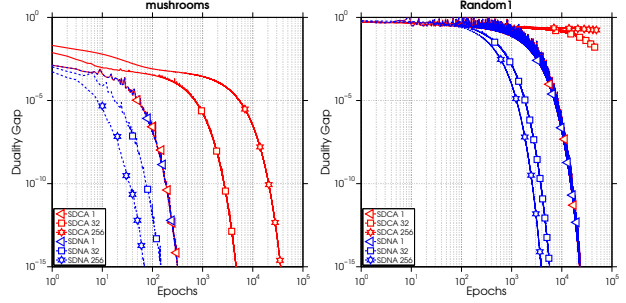 mushrooms
Duality Gap
10^0
10^-5
10^-10
10^-15
SDCA 1
SDCA 32
SDCA 256
SDNA 1
SDNA 32
SDNA 256
10^0 10^1 10^2 10^3 10^4 10^5
Epochs
Random1
Duality Gap
10^0
10^-5
10^-10
10^-15
SDCA 1
SDCA 32
SDCA 256
SDNA 1
SDNA 32
SDNA 256
10^0 10^1 10^2 10^3 10^4 10^5
Epochs